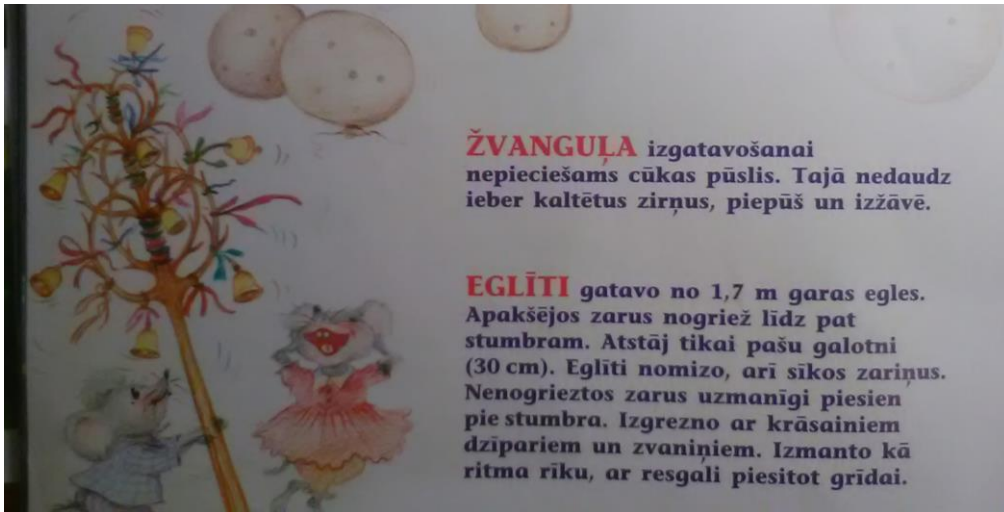 ŽVANGUĻA izgatavošanai
nepieciešams cūkas pūslis. Tajā nedaudz
ieber kaltētus zirņus, piepūš un izžāvē.
EGLĪTI gatavo no 1,7 m garas egles.
Apakšējos zarus nogriež līdz pat
stumbram. Atstāj tikai pašu galotni
(30 cm). Eglīti nomizo, arī sīkos zariņus.
Nenogrieztos zarus uzmanīgi piesien
pie stumbra. Izgrezno ar krāsainiem
dzīpariem un zvaniņiem. Izmanto kā
ritma rīku, ar resgali piesitot grīdai.